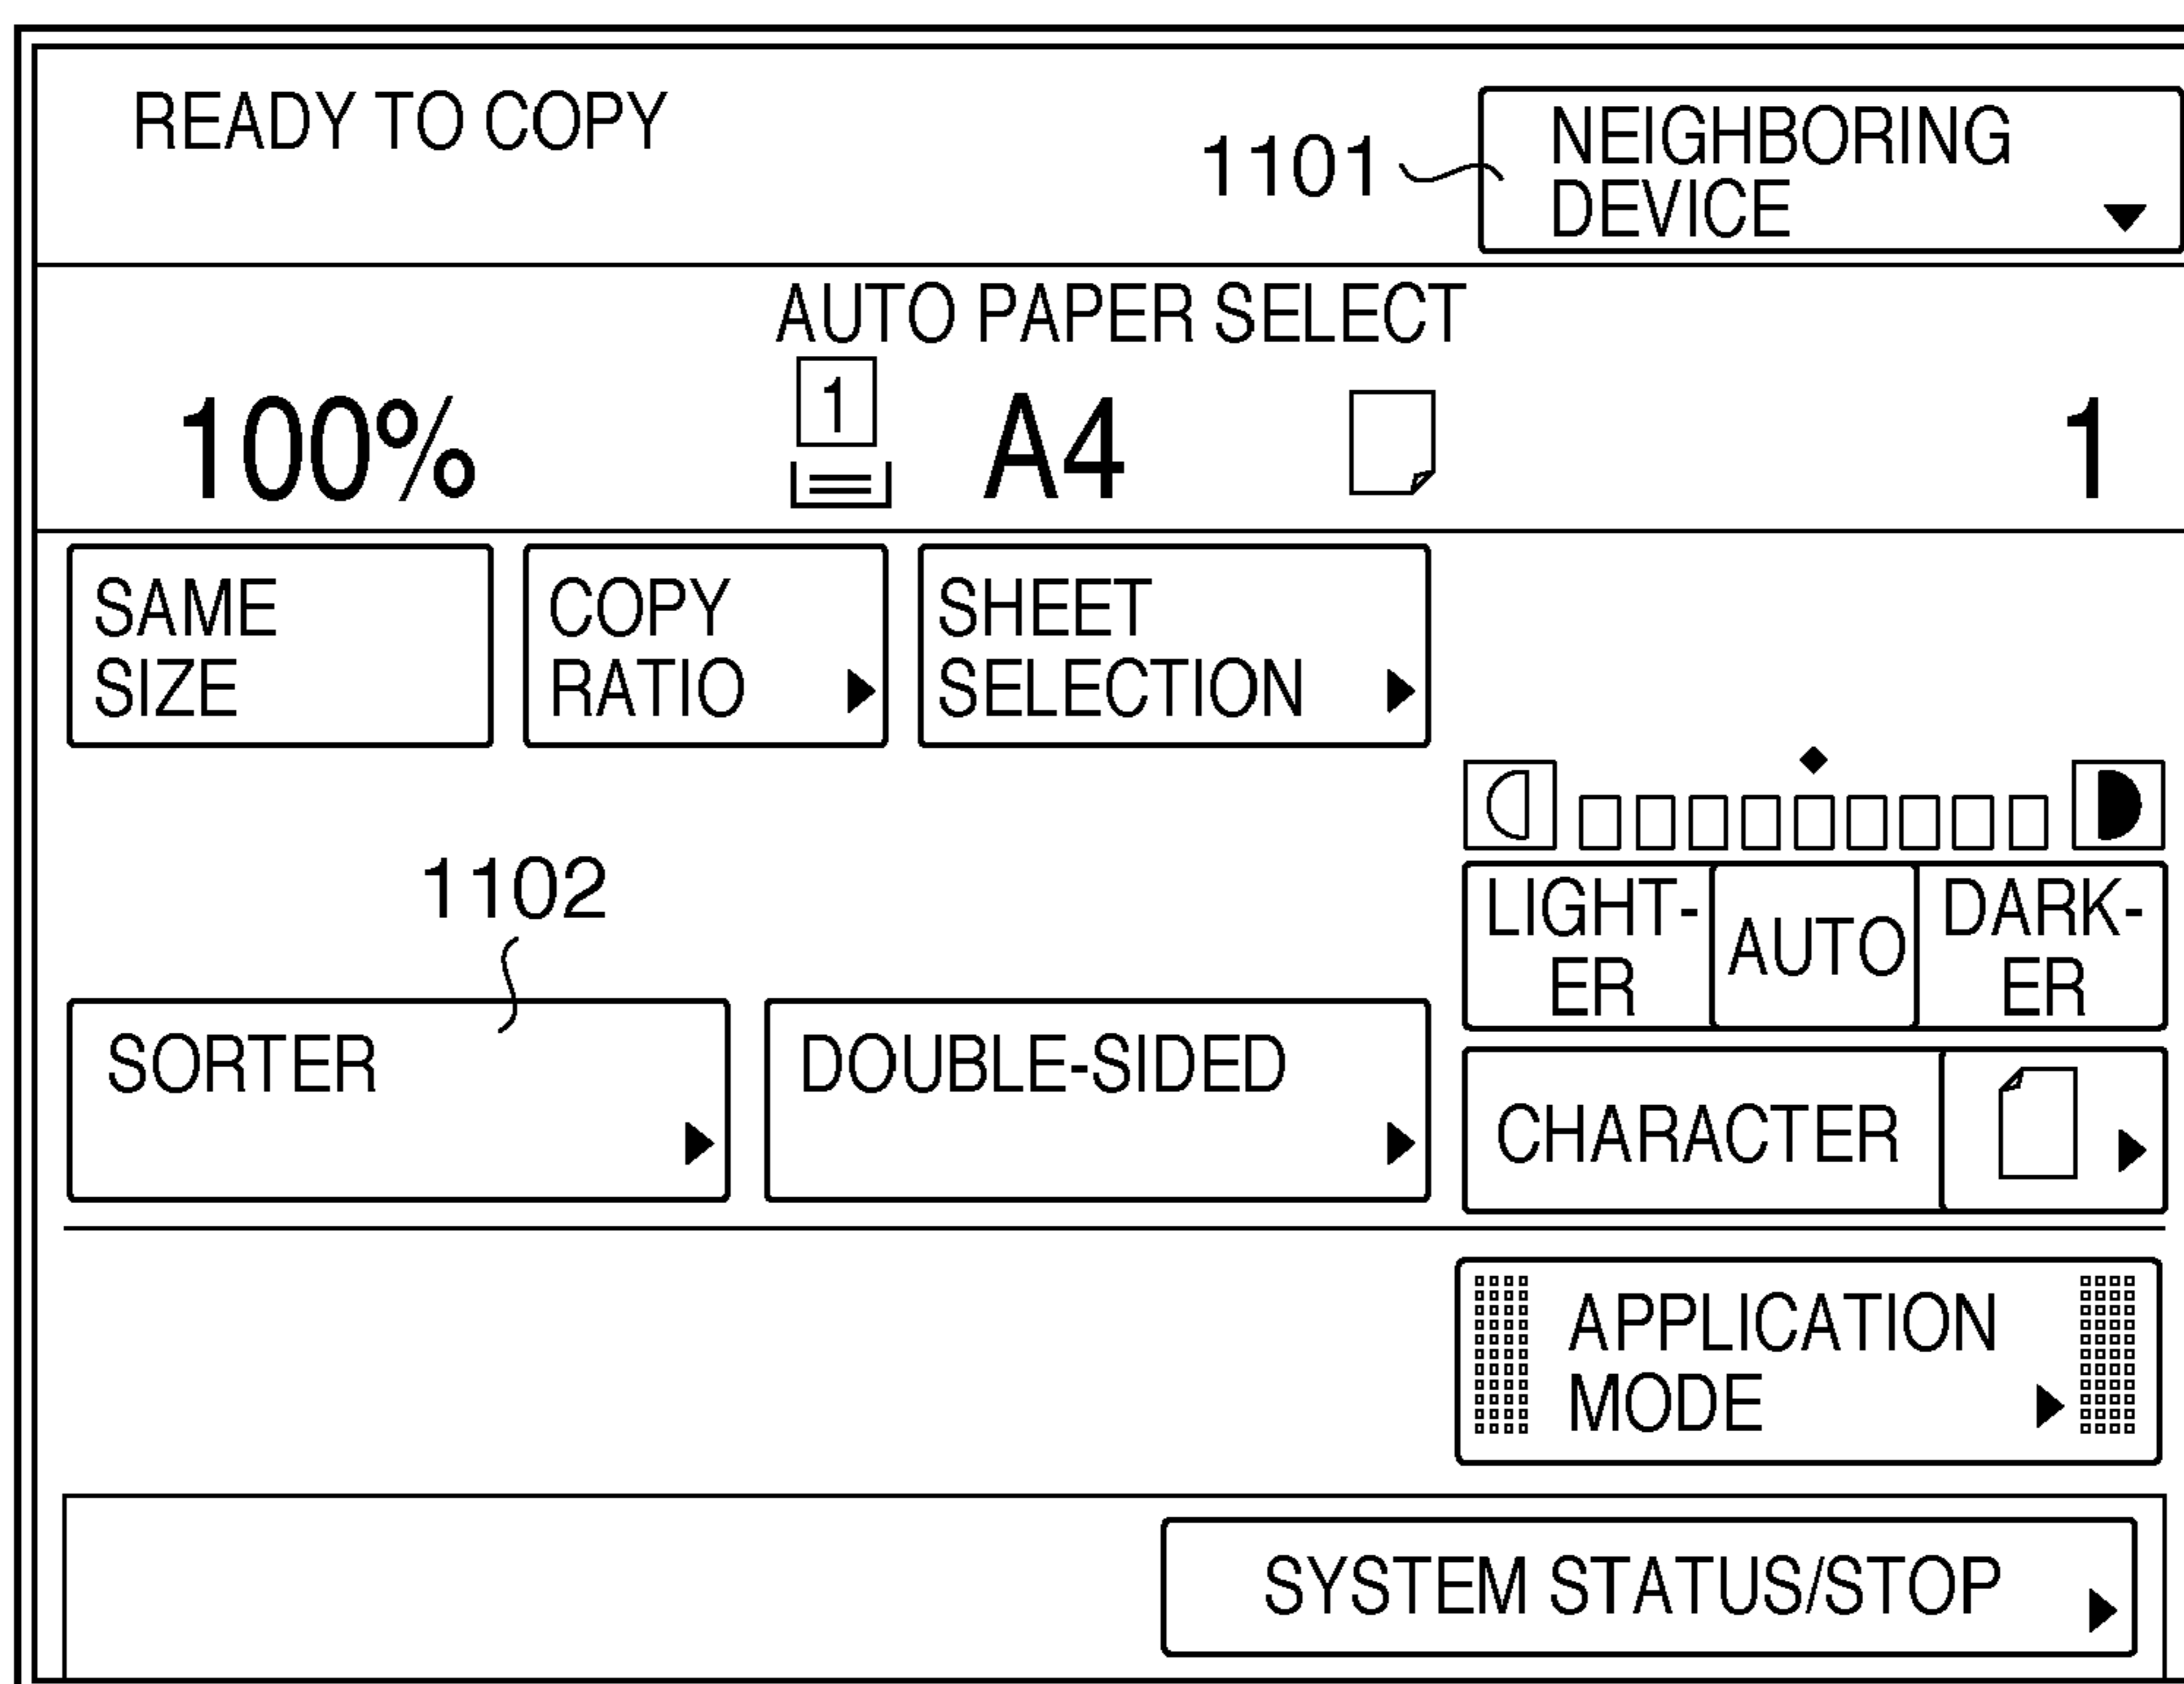 READY TO COPY
1101
NEIGHBORING
DEVICE
AUTO PAPER SELECT
100%
1
A4
1
SAME
SIZE
COPY
RATIO
SHEET
SELECTION
1102
LIGHT-
ER
AUTO
DARK-
ER
SORTER
DOUBLE-SIDED
CHARACTER
APPLICATION
MODE
SYSTEM STATUS/STOP